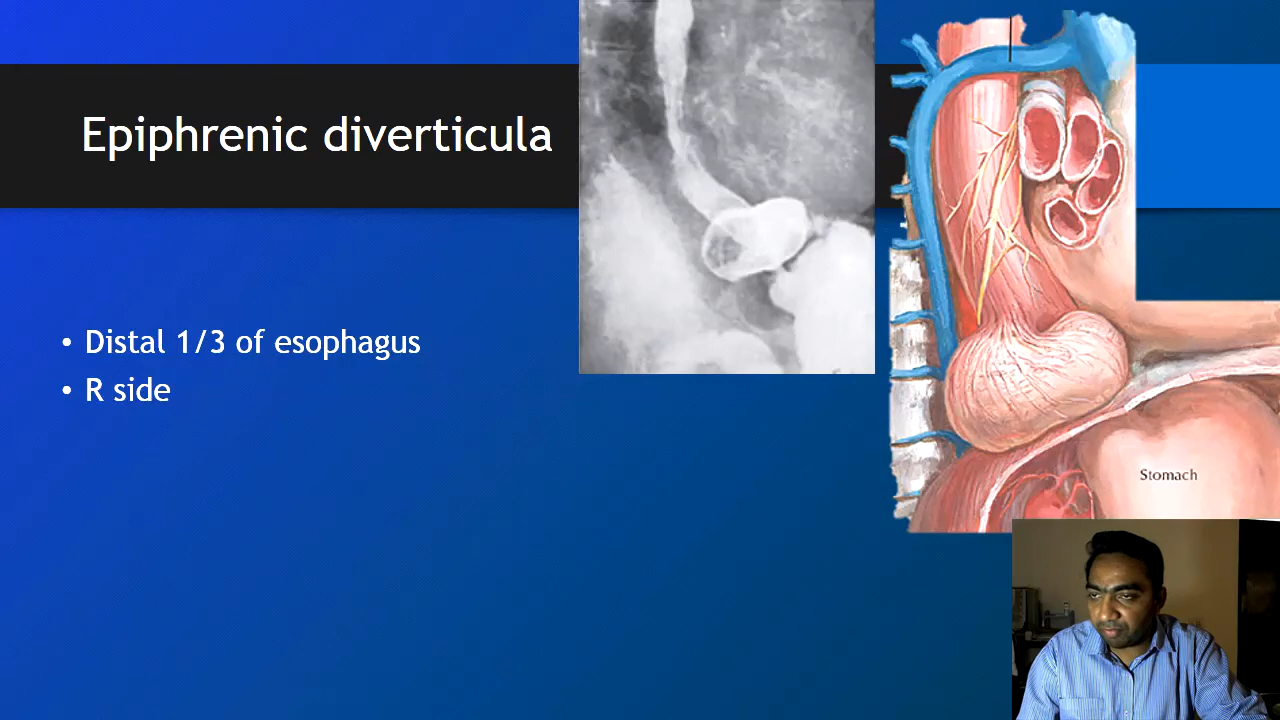 Epiphrenic diverticula
• Distal 1/3 of esophagus
• R side
Stomach